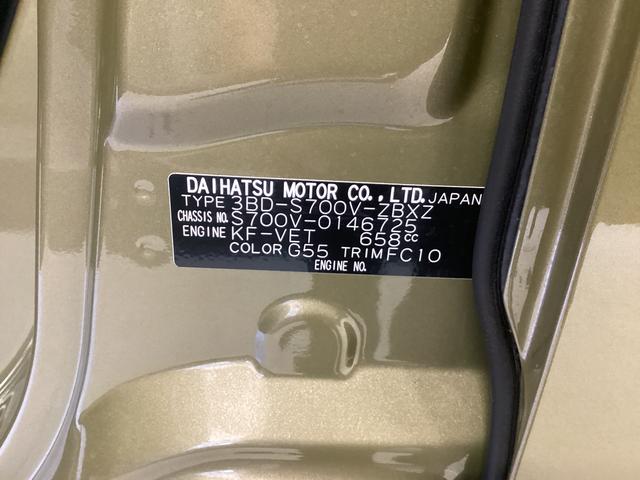 DAIHATSU MOTOR CO.,LTD. JAPAN
TYPE 3BD-S700V-ZBXZ
CHASSIS NO. S700V-0146725
ENGINE KF-VET 658cc
COLOR G55 TRIM FC10
ENGINE NO.